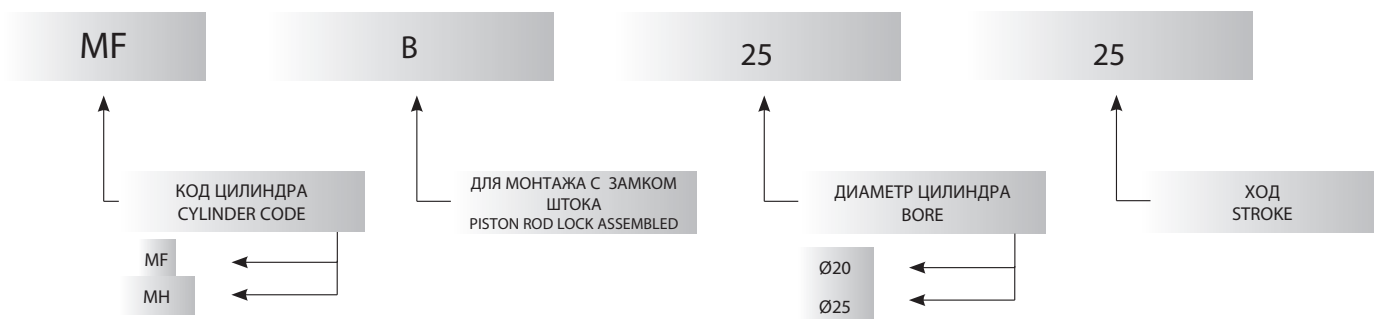 MF
B
25
25
КОД ЦИЛИНДРА
CYLINDER CODE
ДЛЯ МОНТАЖА С ЗАМКОМ
ШТОКА
PISTON ROD LOCK ASSEMBLED
ДИАМЕТР ЦИЛИНДРА
BORE
ХОД
STROKE
MF
MH
Ø20
Ø25